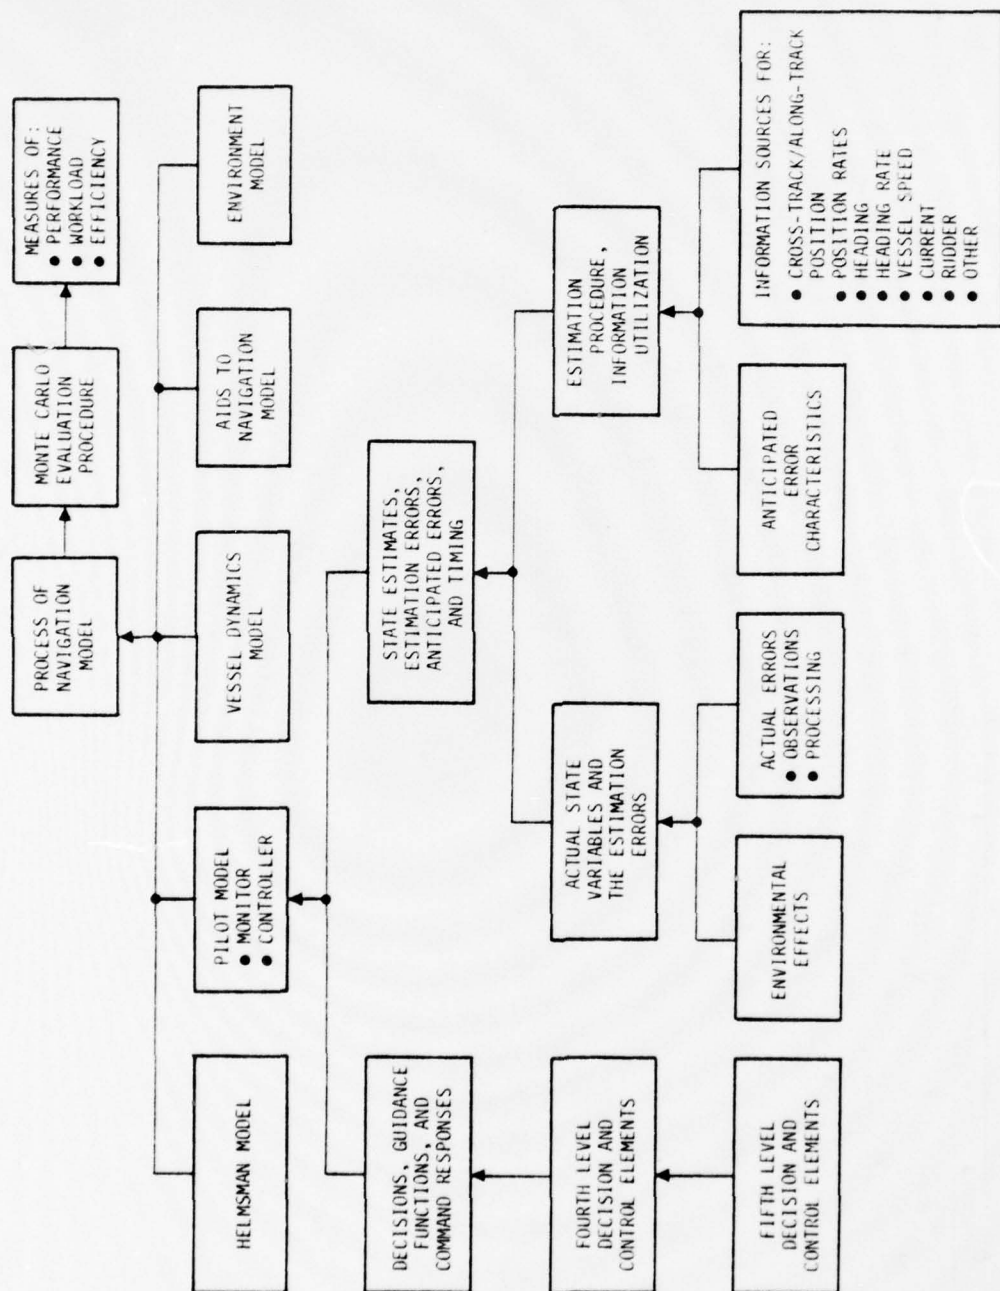 PROCESS OF
NAVIGATION
MODEL
MONTE CARLO
EVALUATION
PROCEDURE
MEASURES OF:
● PERFORMANCE
● WORKLOAD
● EFFICIENCY
HELMSMAN MODEL
PILOT MODEL
● MONITOR
● CONTROLLER
VESSEL DYNAMICS
MODEL
AIDS TO
NAVIGATION
MODEL
ENVIRONMENT
MODEL
DECISIONS, GUIDANCE
FUNCTIONS, AND
COMMAND RESPONSES
STATE ESTIMATES,
ESTIMATION ERRORS,
ANTICIPATED ERRORS,
AND TIMING
FOURTH LEVEL
DECISION AND
CONTROL ELEMENTS
ACTUAL STATE
VARIABLES AND
THE ESTIMATION
ERRORS
ESTIMATION
PROCEDURE,
INFORMATION
UTILIZATION
FIFTH LEVEL
DECISION AND
CONTROL ELEMENTS
ENVIRONMENTAL
EFFECTS
ACTUAL ERRORS
● OBSERVATIONS
● PROCESSING
ANTICIPATED
ERROR
CHARACTERISTICS
INFORMATION SOURCES FOR:
● CROSS-TRACK/ALONG-TRACK
POSITION
● POSITION RATES
● HEADING
● HEADING RATE
● VESSEL SPEED
● CURRENT
● RUDDER
● OTHER